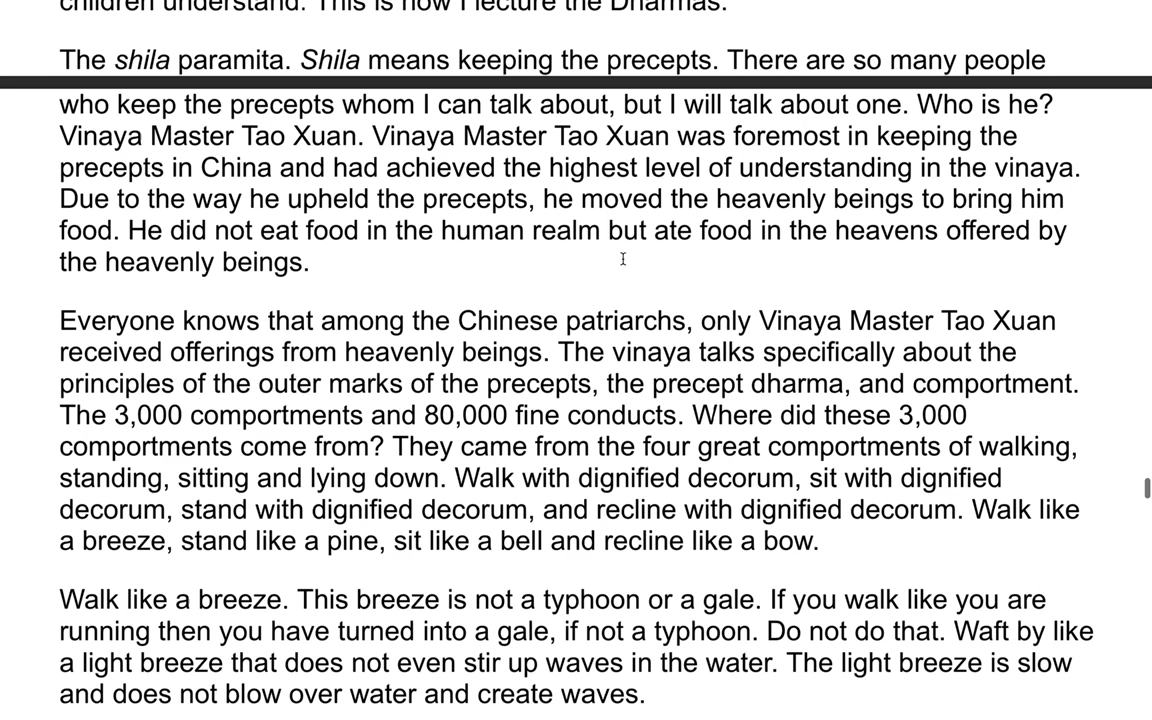 children understand. This is how I lecture the Dharmas.
The shila paramita. Shila means keeping the precepts. There are so many people
who keep the precepts whom I can talk about, but I will talk about one. Who is he?
Vinaya Master Tao Xuan. Vinaya Master Tao Xuan was foremost in keeping the
precepts in China and had achieved the highest level of understanding in the vinaya.
Due to the way he upheld the precepts, he moved the heavenly beings to bring him
food. He did not eat food in the human realm but ate food in the heavens offered by
the heavenly beings.
Everyone knows that among the Chinese patriarchs, only Vinaya Master Tao Xuan
received offerings from heavenly beings. The vinaya talks specifically about the
principles of the outer marks of the precepts, the precept dharma, and comportment.
The 3,000 comportments and 80,000 fine conducts. Where did these 3,000
comportments come from? They came from the four great comportments of walking,
standing, sitting and lying down. Walk with dignified decorum, sit with dignified
decorum, stand with dignified decorum, and recline with dignified decorum. Walk like
a breeze, stand like a pine, sit like a bell and recline like a bow.
Walk like a breeze. This breeze is not a typhoon or a gale. If you walk like you are
running then you have turned into a gale, if not a typhoon. Do not do that. Waft by like
a light breeze that does not even stir up waves in the water. The light breeze is slow
and does not blow over water and create waves.